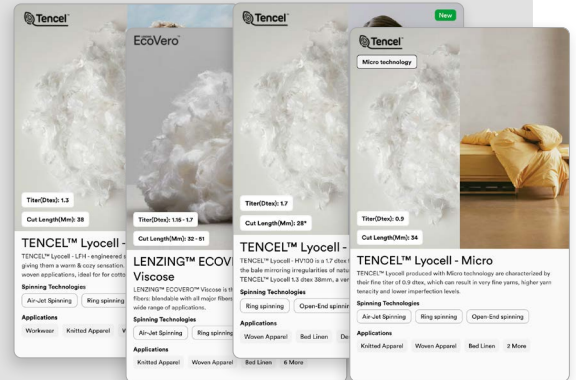 Tencel™
Titer(Dtex): 1.3
Cut Length(Mm): 38
TENCEL™ Lyocell -
TENCEL™ Lyocell - LFH - engineered
giving them a warm & cozy sensation.
woven applications, ideal for for
Spinning Technologies
Air-Jet Spinning
Ring spinning
Applications
Workwear
Knitted Apparel
EcoVero™
Titer(Dtex): 1.15 - 1.7
Cut Length(Mm): 32 - 51
LENZING™ ECOV
Viscose
LENZING™ ECOVERO™ Viscose is th
fibers: blendable with all major fibers
wide range of applications.
Spinning Technologies
Air-Jet Spinning
Ring spinning
Applications
Knitted Apparel
Woven Apparel
Bed Linen
6 More
Tencel™
New
Titer(Dtex): 1.7
Cut Length(Mm): 28*
TENCEL™ Lyocell -
TENCEL™ Lyocell - HV100 is a 1.7 dtex
the bale mirroring irregularities of natu
TENCEL™ Lyocell 1.3 dtex 38mm, a ver
Spinning Technologies
Ring spinning
Open-End spinnin
Applications
Woven Apparel
Bed Linen
De
Tencel™
Micro technology
Titer(Dtex): 0.9
Cut Length(Mm): 34
TENCEL™ Lyocell - Micro
TENCEL™ Lyocell produced with Micro technology are characterized by
their fine titer of 0.9 dtex, which can result in very fine yarns, higher yarn
tenacity and lower imperfection levels.
Spinning Technologies
Air-Jet Spinning
Ring spinning
Open-End spinning
Applications
Knitted Apparel
Woven Apparel
Bed Linen
2 More